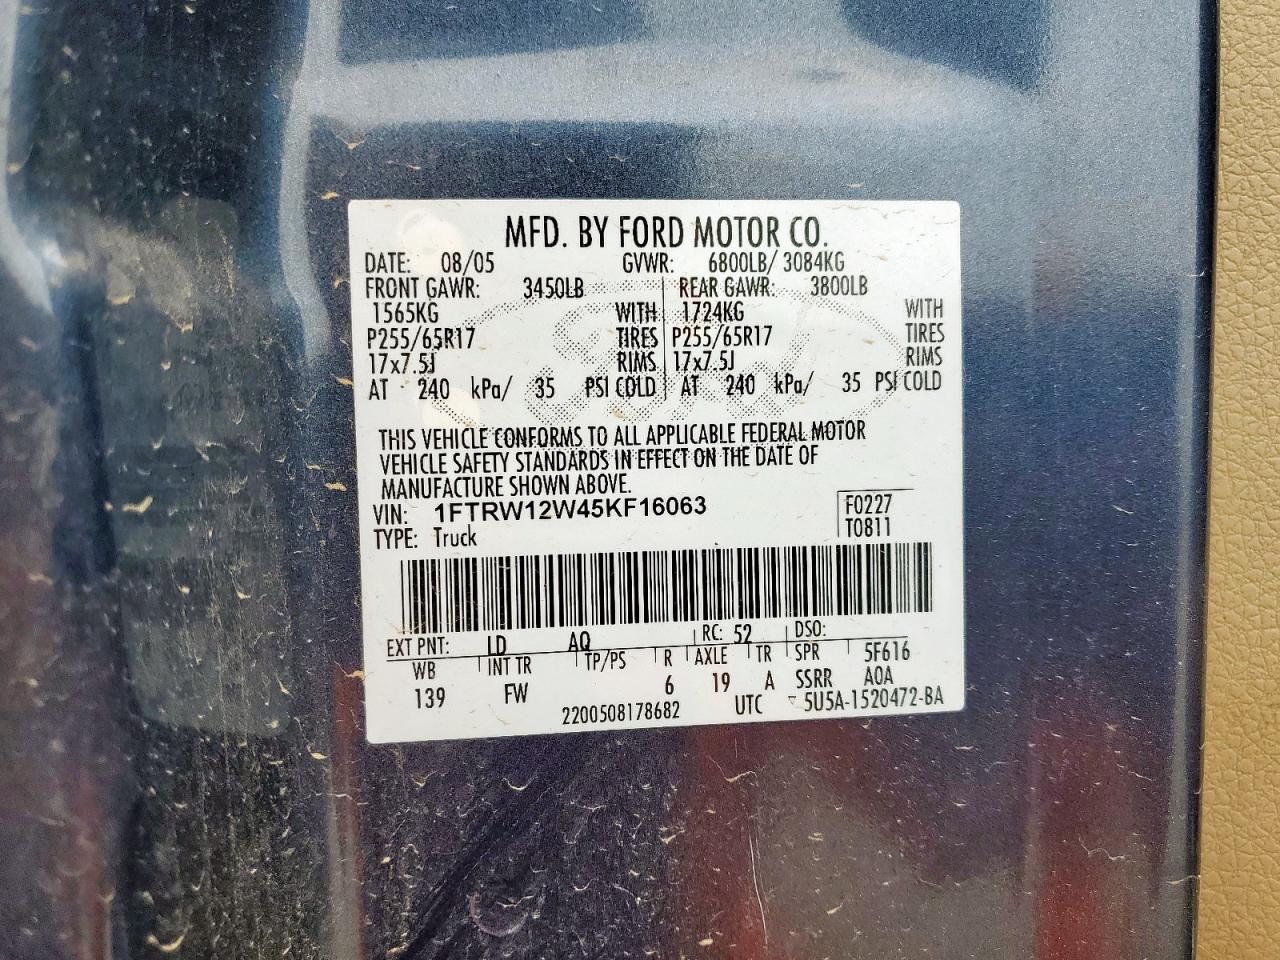 MFD. BY FORD MOTOR CO.
DATE: 08/05 GVWR: 6800LB/ 3084KG
FRONT GAWR: 3450LB REAR GAWR: 3800LB
1565KG WITH 1724KG WITH
P255/65R17 TIRES P255/65R17 TIRES
17x7.5J RIMS 17x7.5J RIMS
AT 240 kPa/ 35 PSI COLD AT 240 kPa/ 35 PSI COLD
THIS VEHICLE CONFORMS TO ALL APPLICABLE FEDERAL MOTOR
VEHICLE SAFETY STANDARDS IN EFFECT ON THE DATE OF
MANUFACTURE SHOWN ABOVE.
VIN: 1FTRW12W45KF16063 F0227
TYPE: Truck T0811
EXT PNT: LD AQ RC: 52 DSO:
WB INT TR TP/PS R AXLE TR SPR 5F616
139 FW 6 19 A SSRR A0A
2200508178682 UTC 5U5A-1520472-BA